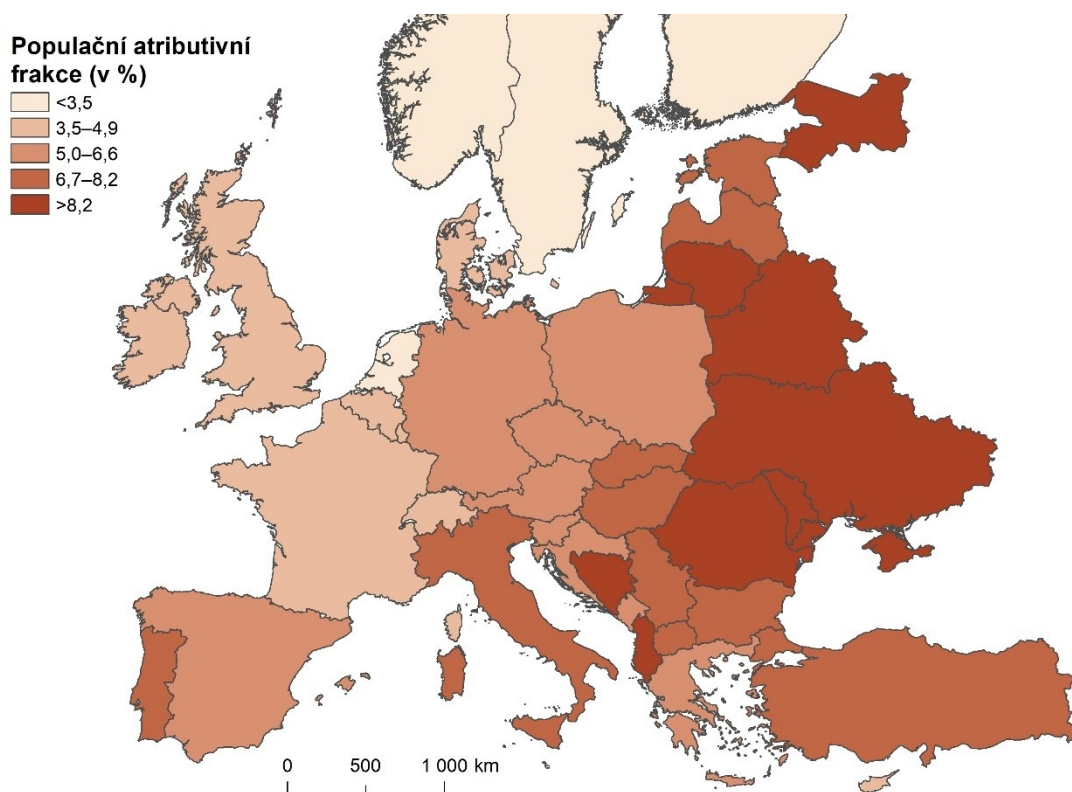 Populační atributivní
frakce (v %)
<3,5
3,5–4,9
5,0–6,6
6,7–8,2
>8,2
0 500 1 000 km